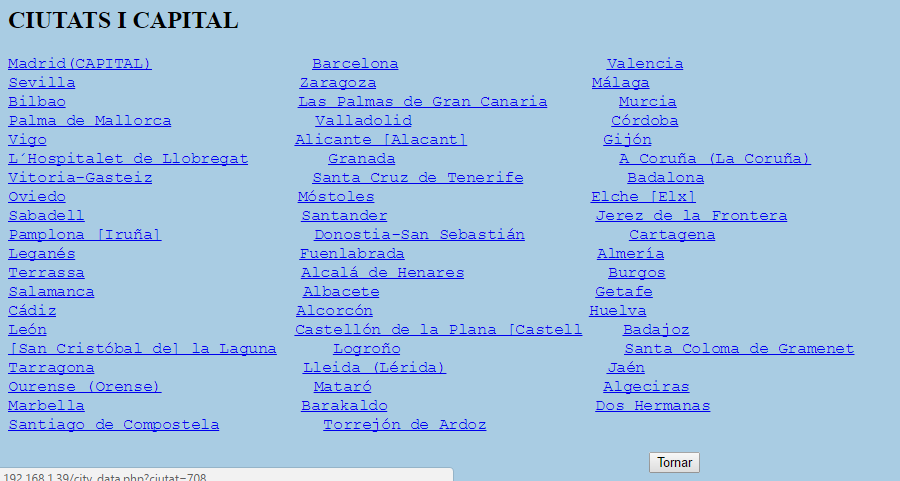 CIUTATS I CAPITAL
Madrid(CAPITAL) Barcelona Valencia
Sevilla Zaragoza Málaga
Bilbao Las Palmas de Gran Canaria Murcia
Palma de Mallorca Valladolid Córdoba
Vigo Alicante [Alacant] Gijón
L´Hospitalet de Llobregat Granada A Coruña (La Coruña)
Vitoria-Gasteiz Santa Cruz de Tenerife Badalona
Oviedo Móstoles Elche [Elx]
Sabadell Santander Jerez de la Frontera
Pamplona [Iruña] Donostia-San Sebastián Cartagena
Leganés Fuenlabrada Almería
Terrassa Alcalá de Henares Burgos
Salamanca Albacete Getafe
Cádiz Alcorcón Huelva
León Castellón de la Plana [Castell Badajoz
[San Cristóbal de] la Laguna Logroño Santa Coloma de Gramenet
Tarragona Lleida (Lérida) Jaén
Ourense (Orense) Mataró Algeciras
Marbella Barakaldo Dos Hermanas
Santiago de Compostela Torrejón de Ardoz
Tornar
192.168.1.39/city_data.php?ciutat=708